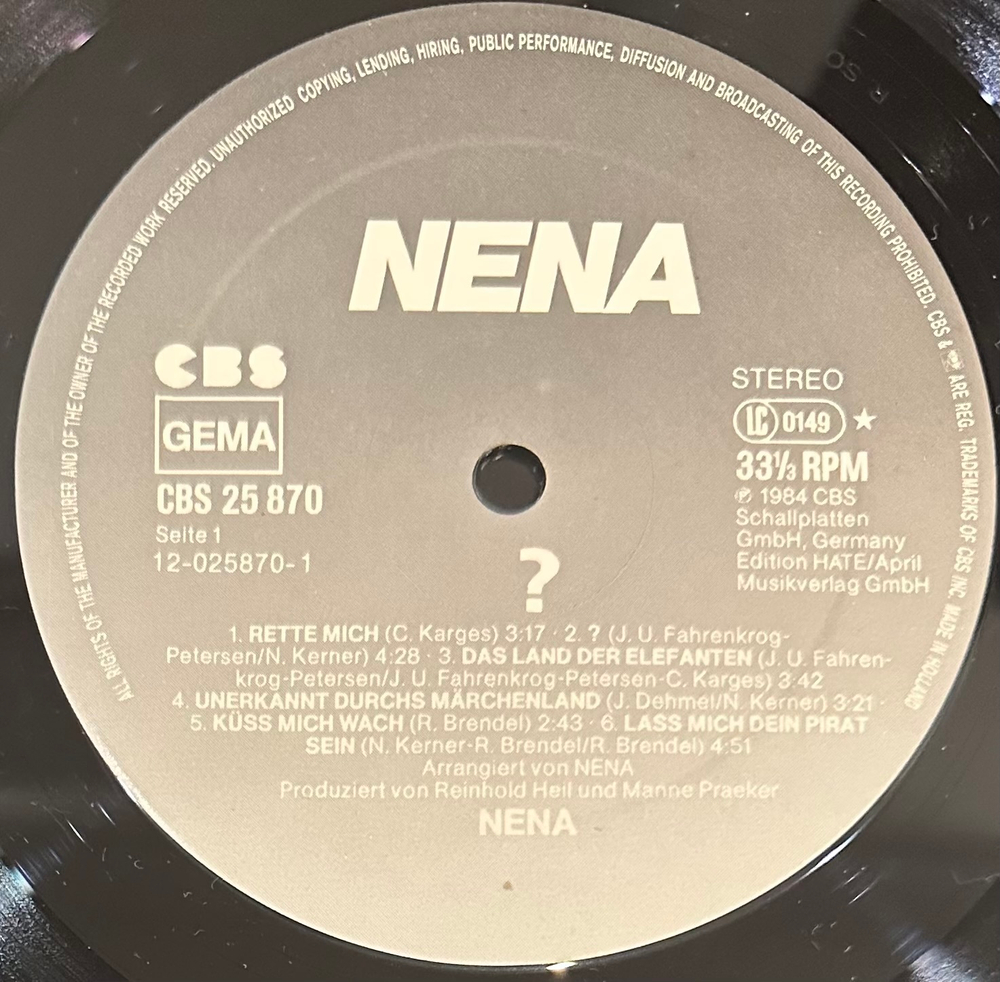 ALL RIGHTS OF THE MANUFACTURER AND OF THE OWNER OF THE RECORDED WORK RESERVED. UNAUTHORIZED COPYING, LENDING, HIRING, PUBLIC PERFORMANCE, DIFFUSION AND BROADCASTING OF THIS RECORDING PROHIBITED. CBS & ARE REG. TRADEMARKS OF CBS INC. MADE IN HOLLAND
NENA
CBS
GEMA
CBS 25 870
Seite 1
12-025870-1
STEREO
LC 0149 ★
33⅓ RPM
℗ 1984 CBS
Schallplatten
GmbH, Germany
Edition HATE/April
Musikverlag GmbH
?
1. RETTE MICH (C. Karges) 3:17 · 2. ? (J. U. Fahrenkrog-
Petersen/N. Kerner) 4:28 · 3. DAS LAND DER ELEFANTEN (J. U. Fahren-
krog-Petersen/J. U. Fahrenkrog-Petersen-C. Karges) 3:42
4. UNERKANNT DURCHS MÄRCHENLAND (J. Dehmel/N. Kerner) 3:21 ·
5. KÜSS MICH WACH (R. Brendel) 2:43 · 6. LASS MICH DEIN PIRAT
SEIN (N. Kerner-R. Brendel/R. Brendel) 4:51
Arrangiert von NENA
Produziert von Reinhold Heil und Manne Praeker
NENA